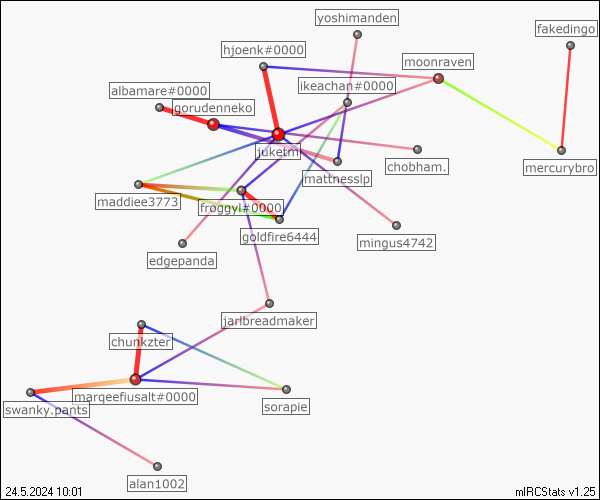 yoshimanden
fakedingo
hjoenk#0000
moonraven
albamare#0000
ikeachan#0000
gorudenneko
juketm
chobham.
mercurybro
mattnesslp
maddiee3773
frøggyl#0000
goldfire6444
mingus4742
edgepanda
jarlbreadmaker
chunkzter
marqeefiusalt#0000
swanky.pants
sorapie
alan1002
24.5.2024 10:01
mIRCStats v1.25